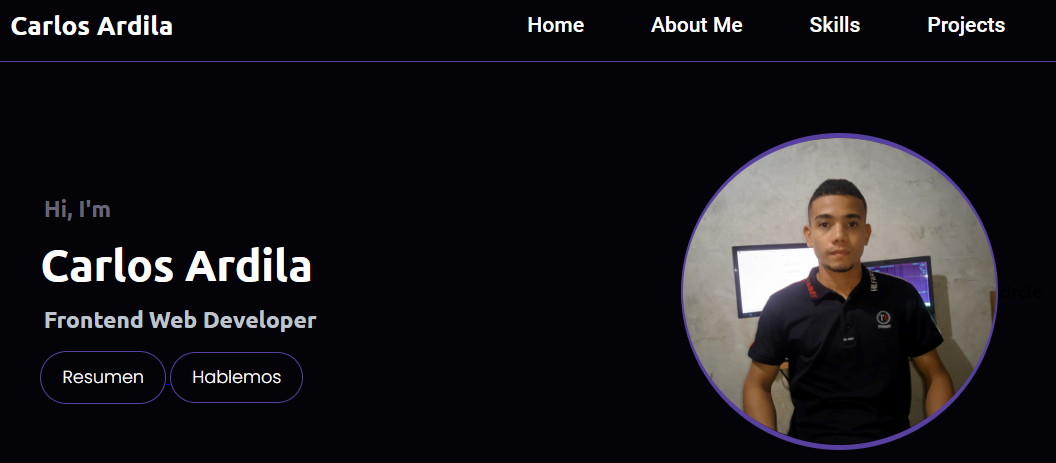 Carlos Ardila
Home About Me Skills Projects
Hi, I'm
Carlos Ardila
Frontend Web Developer
Resumen Hablemos